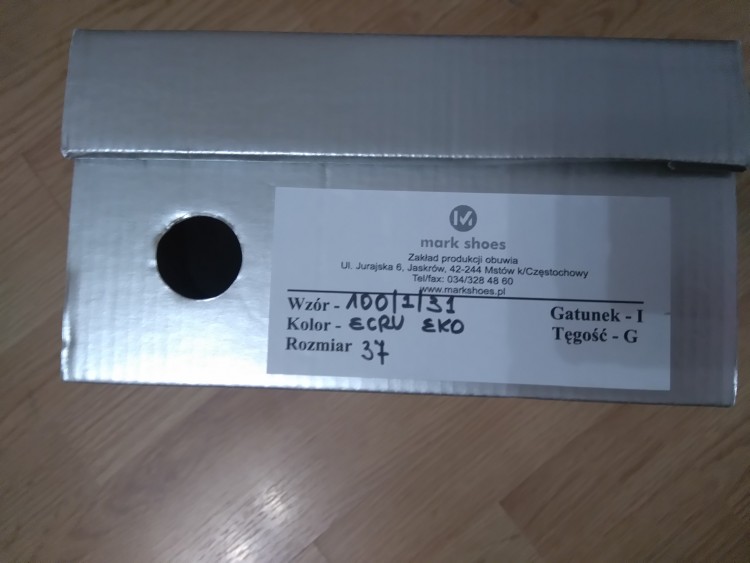 mark shoes
Zakład produkcji obuwia
Ul. Jurajska 6, Jaskrów, 42-244 Mstów k/Częstochowy
Tel/fax: 034/328 48 60
www.markshoes.pl
Wzór - 100/1/31
Gatunek - I
Kolor - ECRU EKO
Tęgość - G
Rozmiar 37